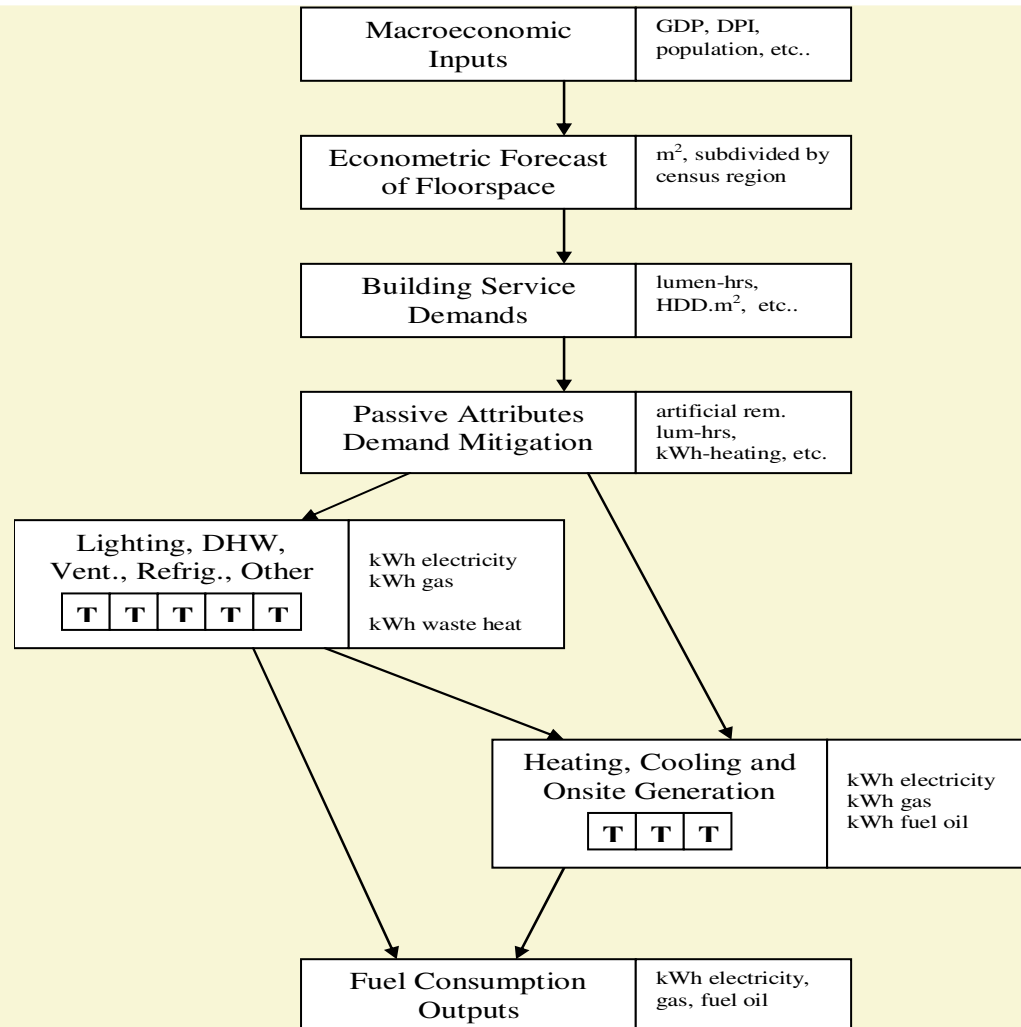 Macroeconomic
Inputs
GDP, DPI,
population, etc..
Econometric Forecast
of Floorspace
m², subdivided by
census region
Building Service
Demands
lumen-hrs,
HDD.m², etc..
Passive Attributes
Demand Mitigation
artificial rem.
lum-hrs,
kWh-heating, etc.
Lighting, DHW,
Vent., Refrig., Other
T T T T T
kWh electricity
kWh gas
kWh waste heat
Heating, Cooling and
Onsite Generation
T T T
kWh electricity
kWh gas
kWh fuel oil
Fuel Consumption
Outputs
kWh electricity,
gas, fuel oil